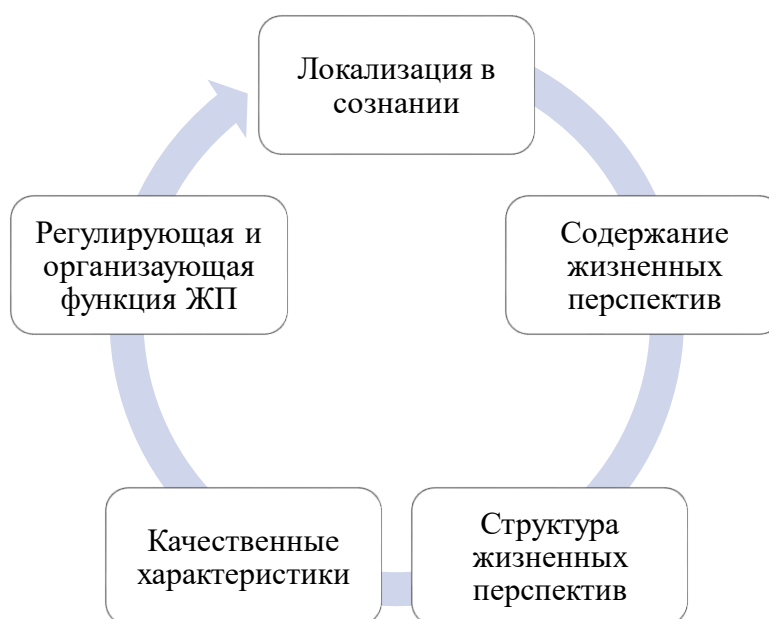 Локализация в
сознании
Содержание
жизненных
перспектив
Структура
жизненных
перспектив
Качественные
характеристики
Регулирующая и
организаующая
функция ЖП